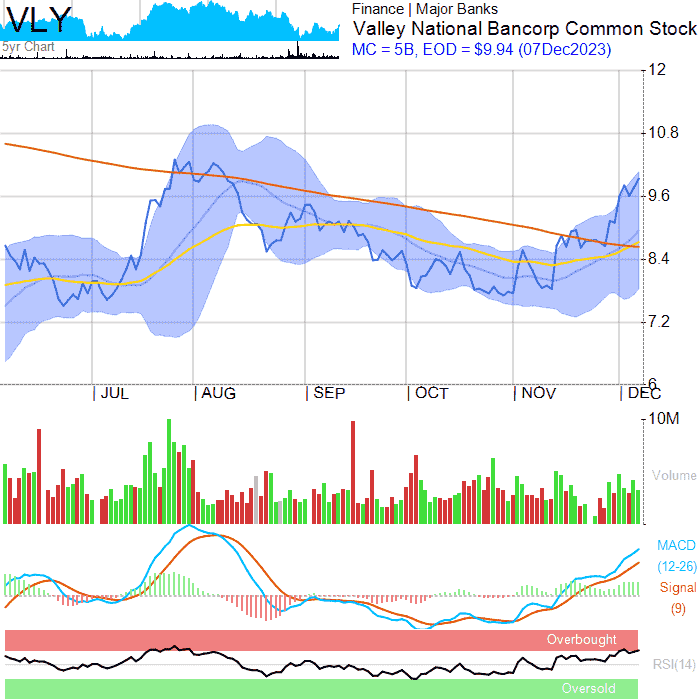 VLY
5yr Chart
Finance | Major Banks
Valley National Bancorp Common Stock
MC = 5B, EOD = $9.94 (07Dec2023)
12
10.8
9.6
8.4
7.2
6
JUL AUG SEP OCT NOV DEC
10M
Volume
MACD
(12-26)
Signal
(9)
Overbought
RSI(14)
Oversold